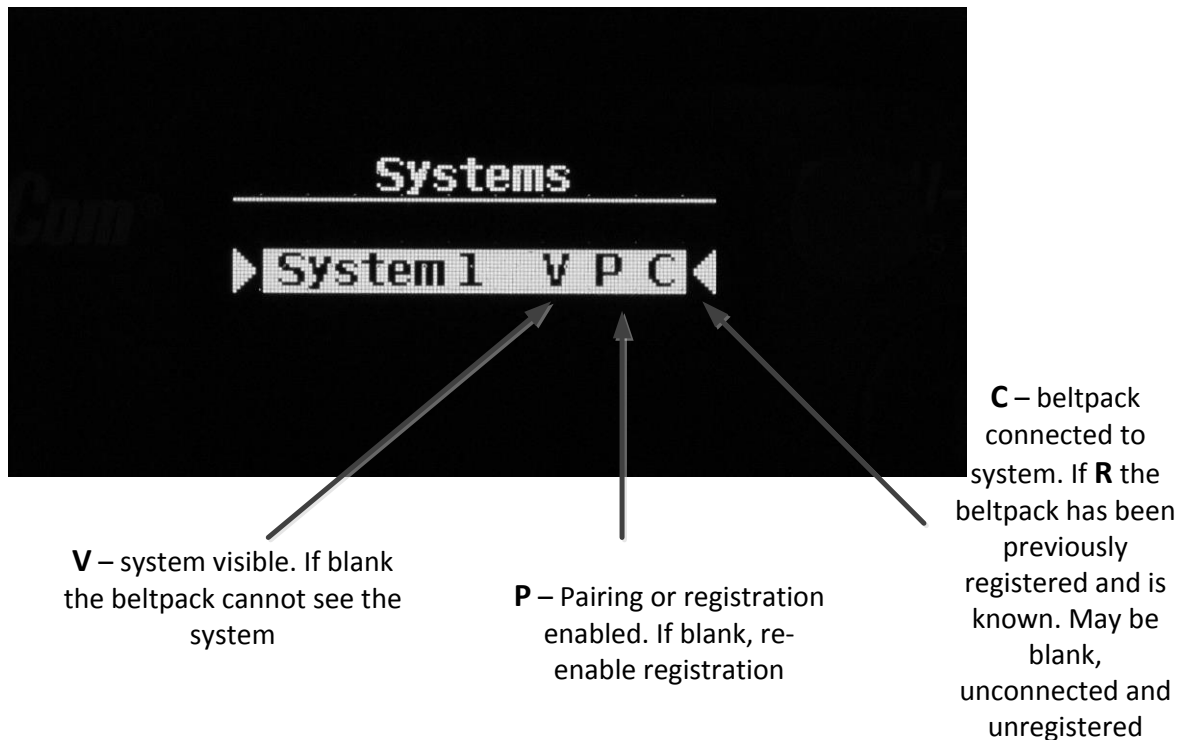 Systems
System1 V P C
V – system visible. If blank
the beltpack cannot see the
system
P – Pairing or registration
enabled. If blank, re-
enable registration
C – beltpack
connected to
system. If R the
beltpack has been
previously
registered and is
known. May be
blank,
unconnected and
unregistered